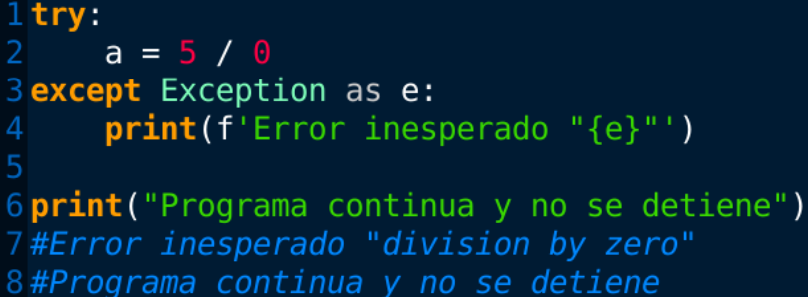 1 try:
2     a = 5 / 0
3 except Exception as e:
4     print(f'Error inesperado "{e}"')
5
6 print("Programa continua y no se detiene")
7 #Error inesperado "division by zero"
8 #Programa continua y no se detiene